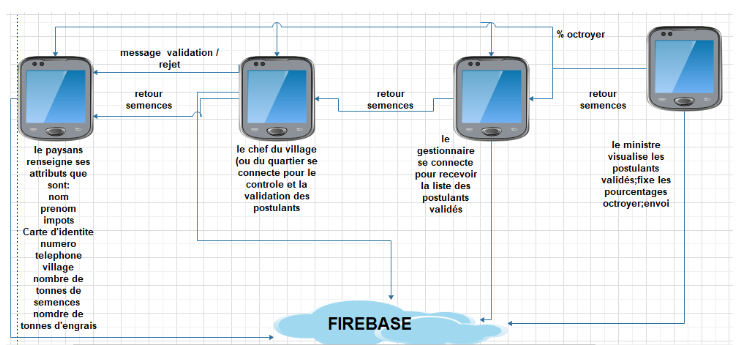 % octroyer
message validation /
rejet
retour
semences
retour
semences
retour
semences
le paysans
renseigne ses
attributs que
sont:
nom
prenom
impots
Carte d'identite
numero
telephone
village
nombre de
tonnes de
semences
nomdre de
tonnes d'engrais
le chef du village
(ou du quartier se
connecte pour le
controle et la
validation des
postulants
le
gestionnaire
se connecte
pour recevoir
la liste des
postulants
validés
le ministre
visualise les
postulants
validés;fixe les
pourcentages
octroyer;envoi
FIREBASE